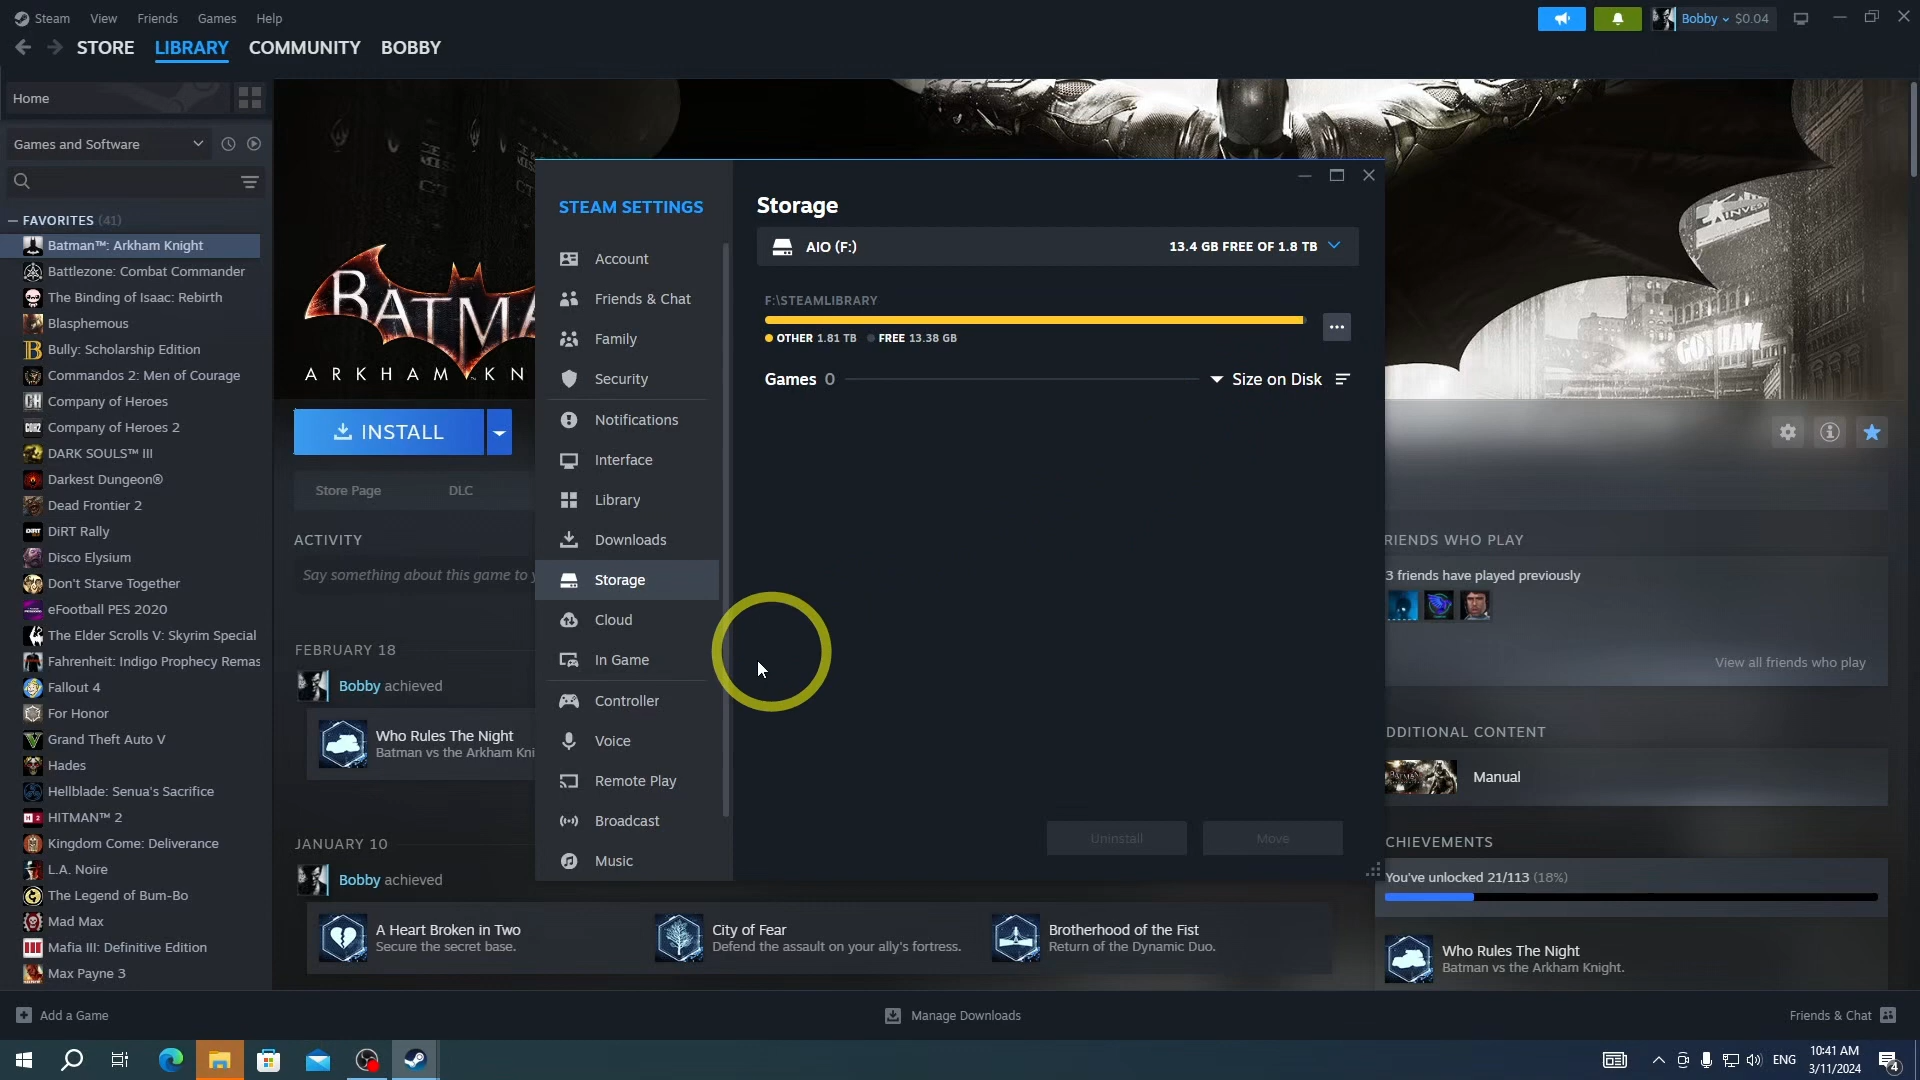 Steam View Friends Games Help
Bobby $0.04
STORE LIBRARY COMMUNITY BOBBY
Home
Games and Software
FAVORITES (41)
Batman™: Arkham Knight
Battlezone: Combat Commander
The Binding of Isaac: Rebirth
Blasphemous
Bully: Scholarship Edition
Commandos 2: Men of Courage
Company of Heroes
Company of Heroes 2
DARK SOULS™ III
Darkest Dungeon®
Dead Frontier 2
DiRT Rally
Disco Elysium
Don't Starve Together
eFootball PES 2020
The Elder Scrolls V: Skyrim Special
Fahrenheit: Indigo Prophecy Remas
Fallout 4
For Honor
Grand Theft Auto V
Hades
Hellblade: Senua's Sacrifice
HITMAN™ 2
Kingdom Come: Deliverance
L.A. Noire
The Legend of Bum-Bo
Mad Max
Mafia III: Definitive Edition
Max Payne 3
BATMA
ARKHAM KN
GOTHAM
INSTALL
Store Page DLC
ACTIVITY
Say something about this game to y
FEBRUARY 18
Bobby achieved
Who Rules The Night
Batman vs the Arkham Kni
JANUARY 10
Bobby achieved
A Heart Broken in Two
Secure the secret base.
City of Fear
Defend the assault on your ally's fortress.
Brotherhood of the Fist
Return of the Dynamic Duo.
STEAM SETTINGS
Account
Friends & Chat
Family
Security
Notifications
Interface
Library
Downloads
Storage
Cloud
In Game
Controller
Voice
Remote Play
Broadcast
Music
Storage
AIO (F:) 13.4 GB FREE OF 1.8 TB
F:\STEAMLIBRARY
OTHER 1.81 TB FREE 13.38 GB
Games 0 Size on Disk
Uninstall Move
RIENDS WHO PLAY
3 friends have played previously
View all friends who play
DDITIONAL CONTENT
Manual
CHIEVEMENTS
You've unlocked 21/113 (18%)
Who Rules The Night
Batman vs the Arkham Knight.
Add a Game Manage Downloads Friends & Chat
ENG
10:41 AM
3/11/2024
4